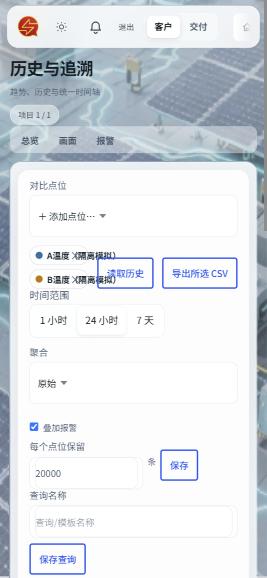 退出 客户 交付
历史与追溯
趋势、历史与统一时间轴
项目 1 / 1
总览 画面 报警
对比点位
＋ 添加点位…
A温度 X(隔离模拟)
B温度 X(隔离模拟)
读取历史 导出所选 CSV
时间范围
1 小时 24 小时 7 天
聚合
原始
叠加报警
每个点位保留
20000 条 保存
查询名称
查询/模板名称
保存查询